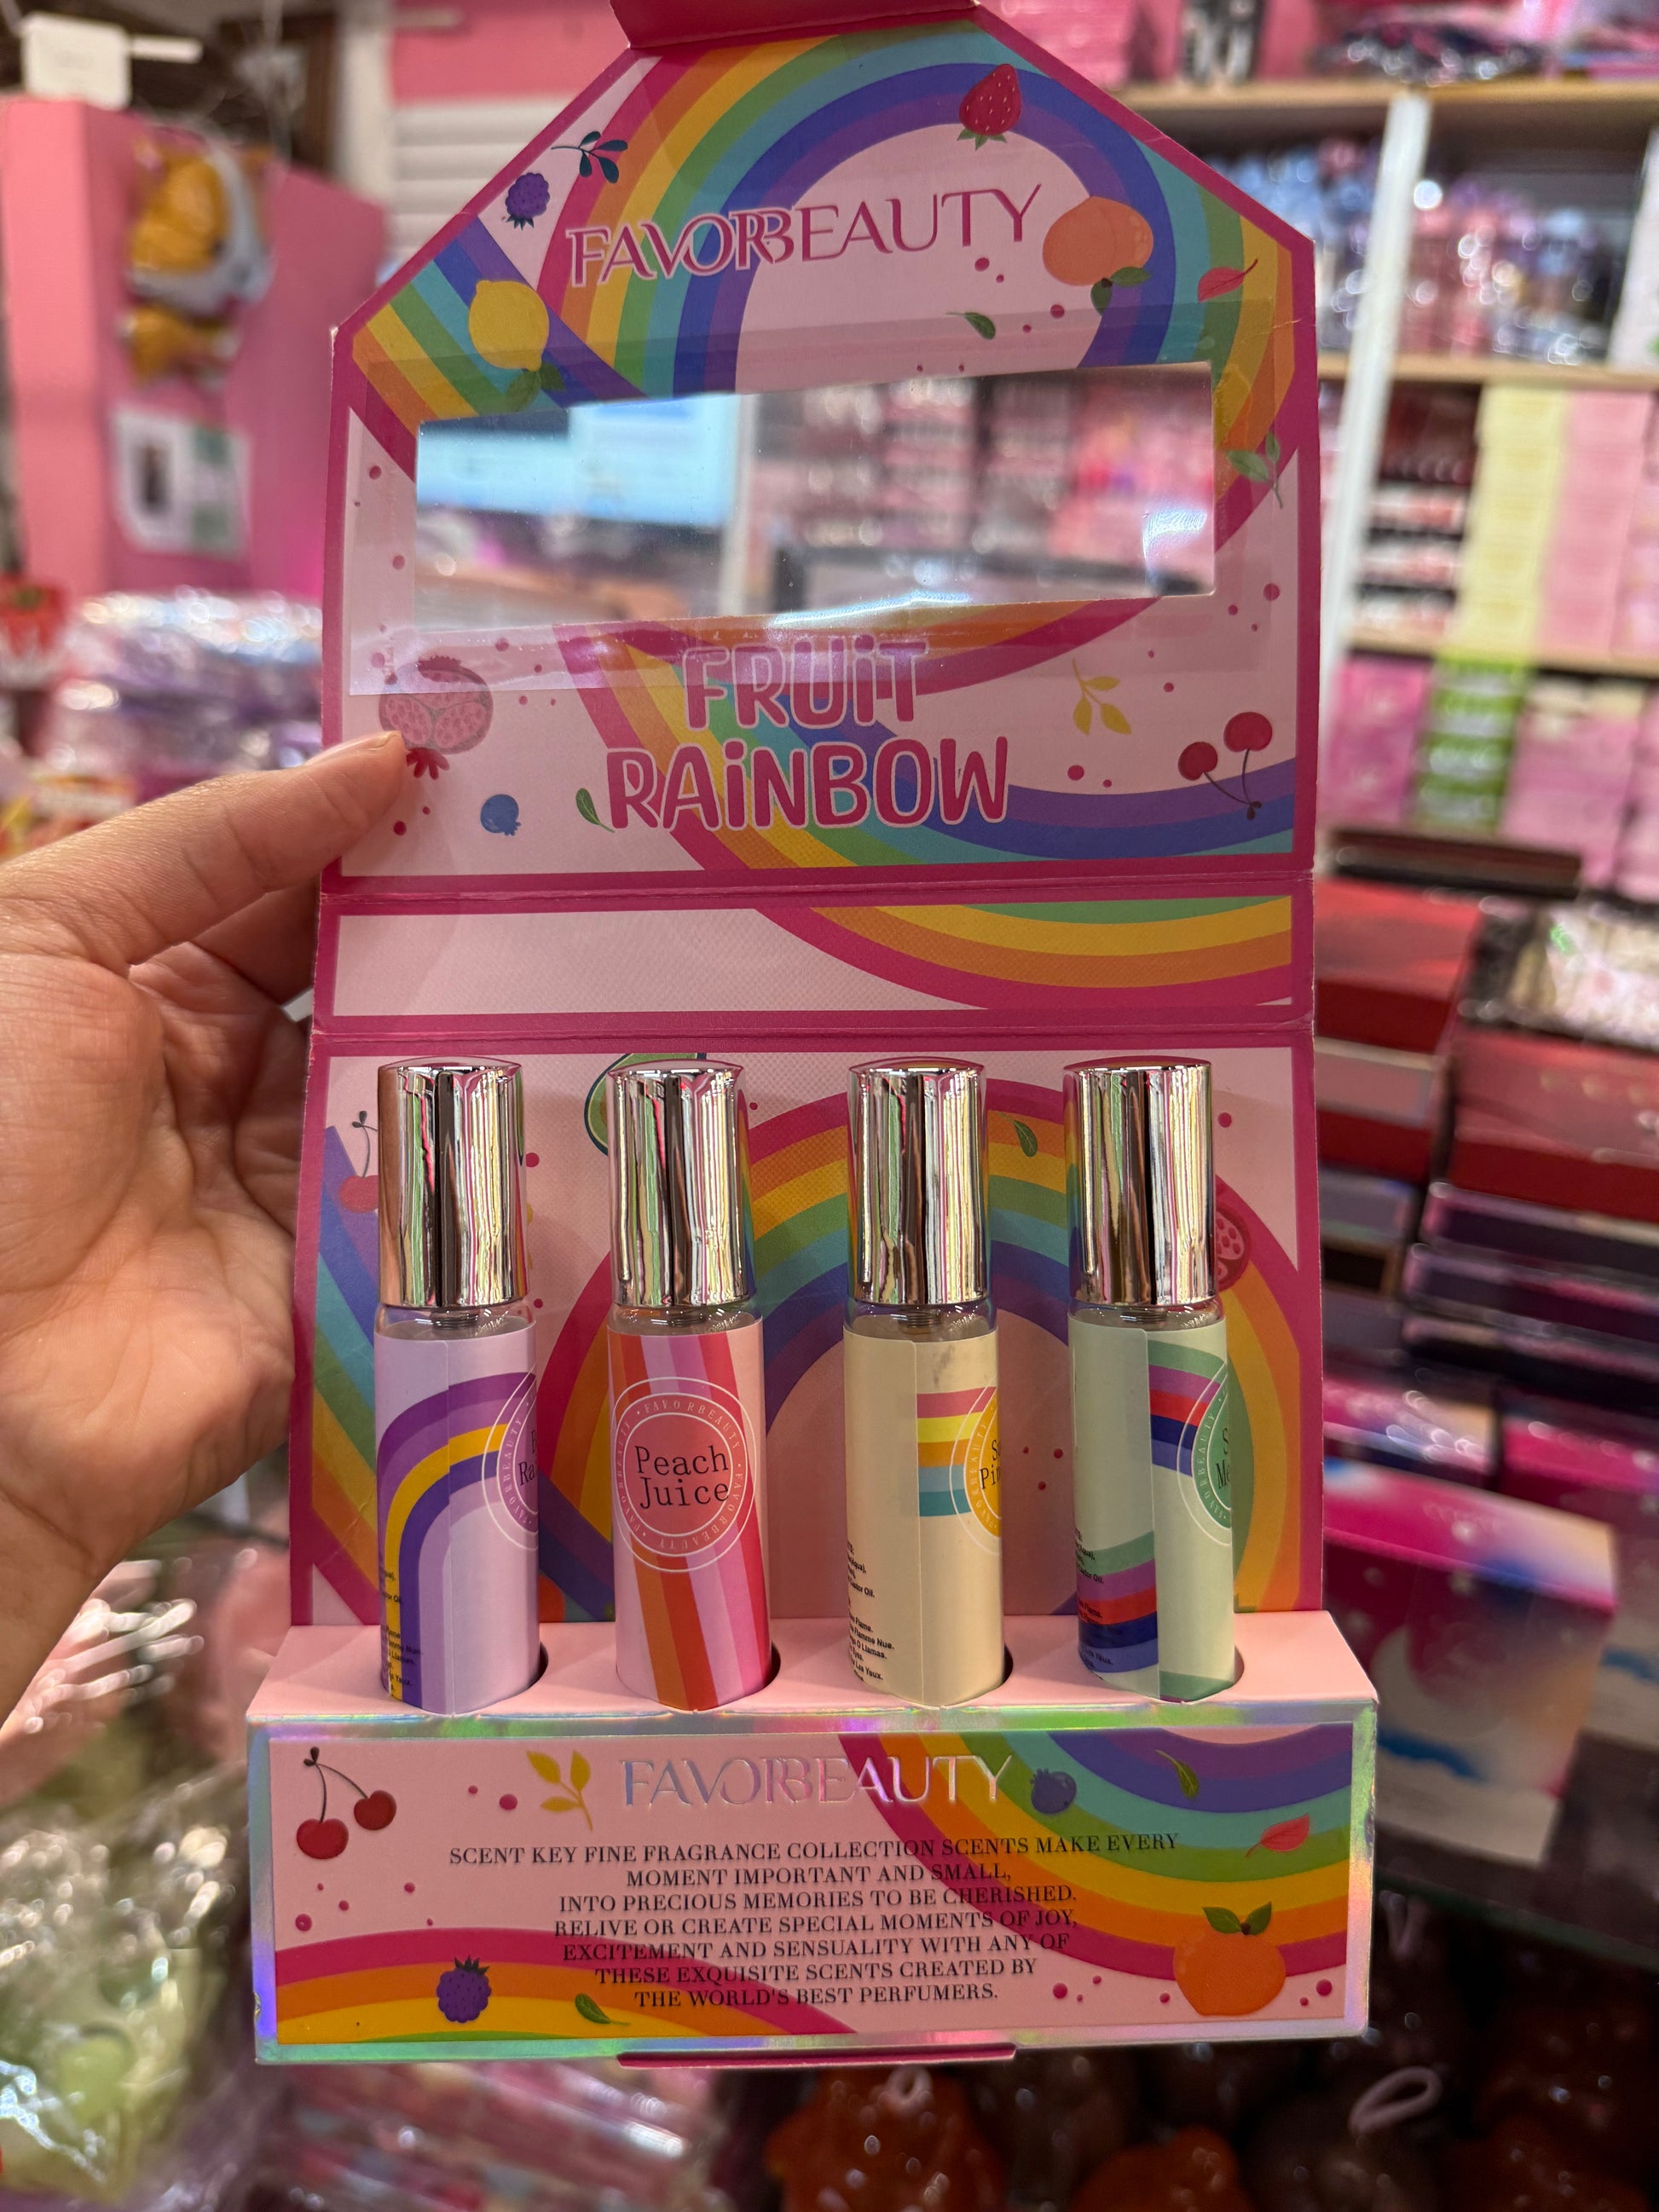 FAVORBEAUTY
FRUiT
RAiNBOW
Peach
Juice
FAVORBEAUTY
SCENT KEY FINE FRAGRANCE COLLECTION SCENTS MAKE EVERY
MOMENT IMPORTANT AND SMALL,
INTO PRECIOUS MEMORIES TO BE CHERISHED.
RELIVE OR CREATE SPECIAL MOMENTS OF JOY,
EXCITEMENT AND SENSUALITY WITH ANY OF
THESE EXQUISITE SCENTS CREATED BY
THE WORLD'S BEST PERFUMERS.